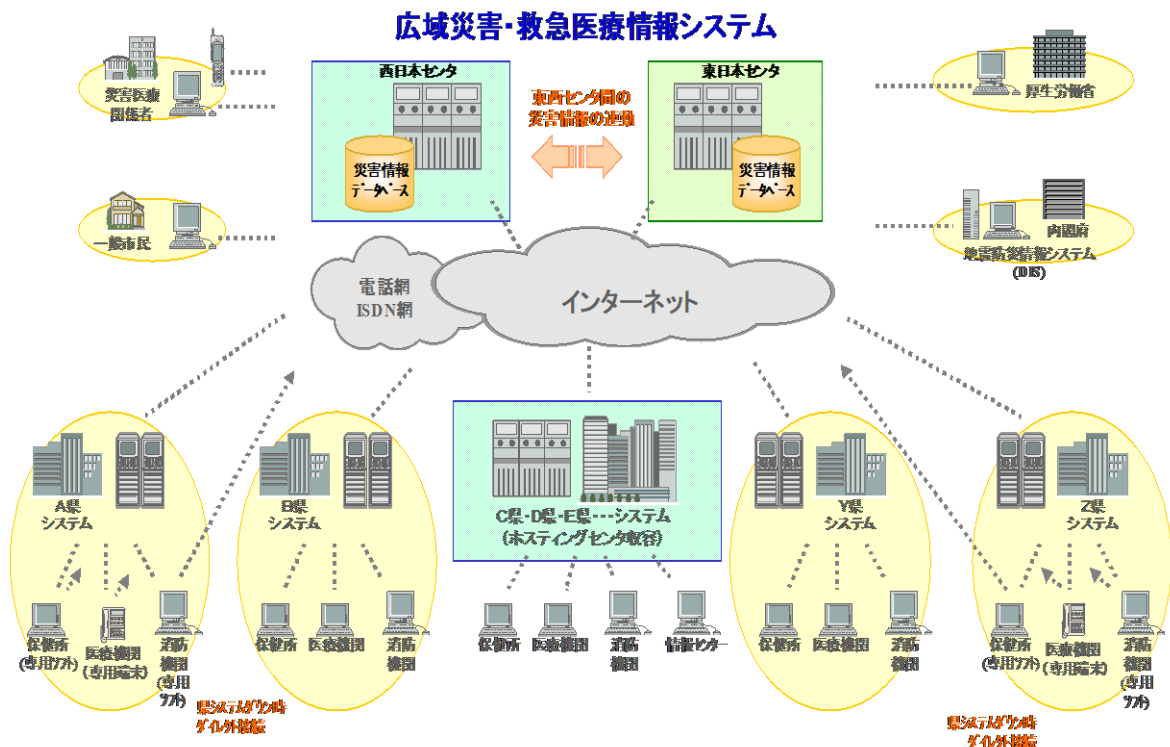 広域災害・救急医療情報システム
災害医療
関係者
西日本センタ
災害情報
データベース
東西センタ間の
災害情報の連動
東日本センタ
災害情報
データベース
厚生労働省
一般市民
内閣府
地震防災情報システム
(DIS)
電話網
ISDN網
インターネット
A県
システム
B県
システム
C県・D県・E県・・・システム
(ホスティングセンタ収容)
Y県
システム
Z県
システム
保健所
(専用ソフト)
医療機関
(専用端末)
消防
機関
(専用
ソフト)
保健所
医療機関
消防
機関
保健所
医療機関
消防
機関
情報センター
保健所
医療機関
消防
機関
保健所
(専用ソフト)
医療機関
(専用端末)
消防
機関
(専用
ソフト)
県システムダウン時
ダイレクト接続
県システムダウン時
ダイレクト接続